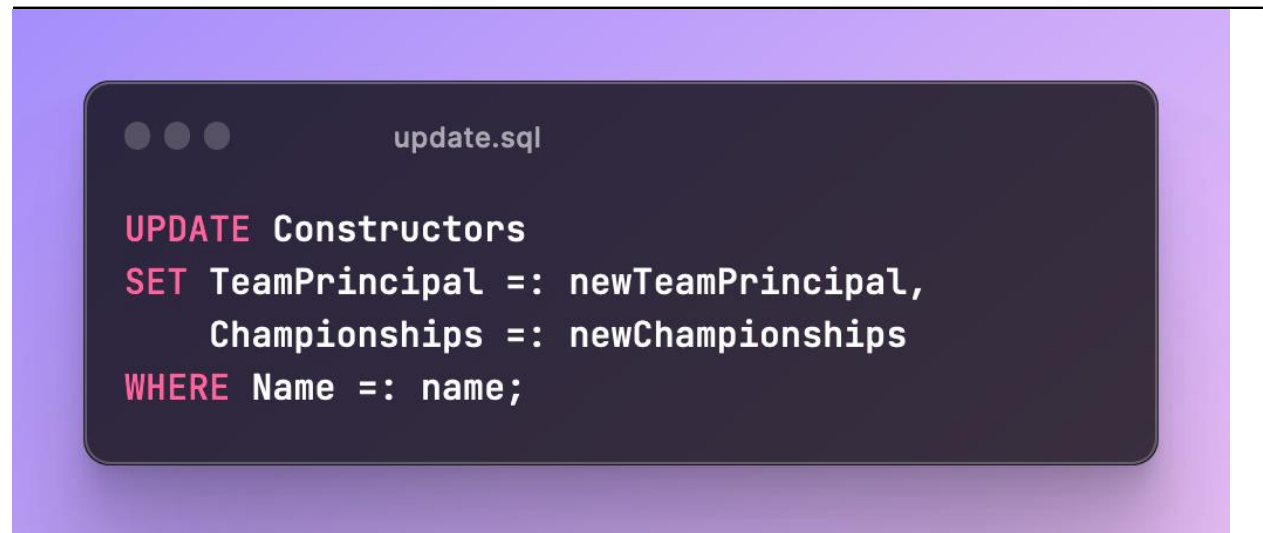 update.sql
UPDATE Constructors
SET TeamPrincipal =: newTeamPrincipal,
    Championships =: newChampionships
WHERE Name =: name;